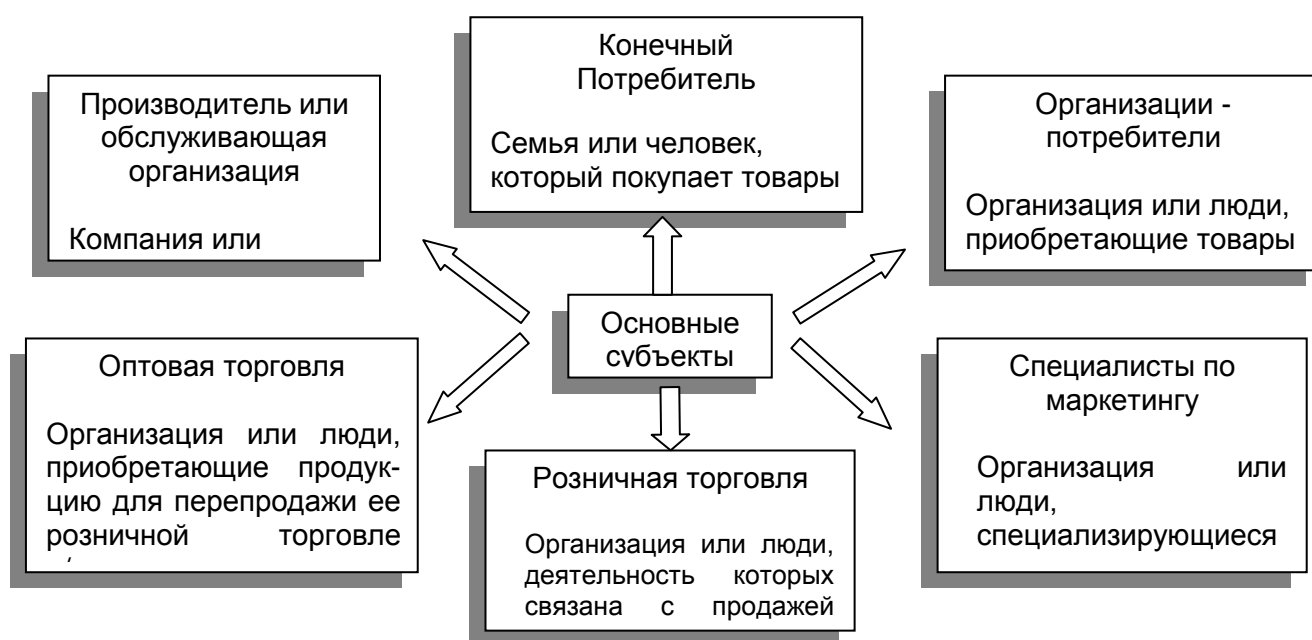 Конечный
Потребитель
Семья или человек,
который покупает товары
Производитель или
обслуживающая
организация
Компания или
Организации -
потребители
Организация или люди,
приобретающие товары
Основные
субъекты
Оптовая торговля
Организация или люди,
приобретающие продук-
цию для перепродажи ее
розничной торговле
Розничная торговля
Организация или люди,
деятельность которых
связана с продажей
Специалисты по
маркетингу
Организация или
люди,
специализирующиеся